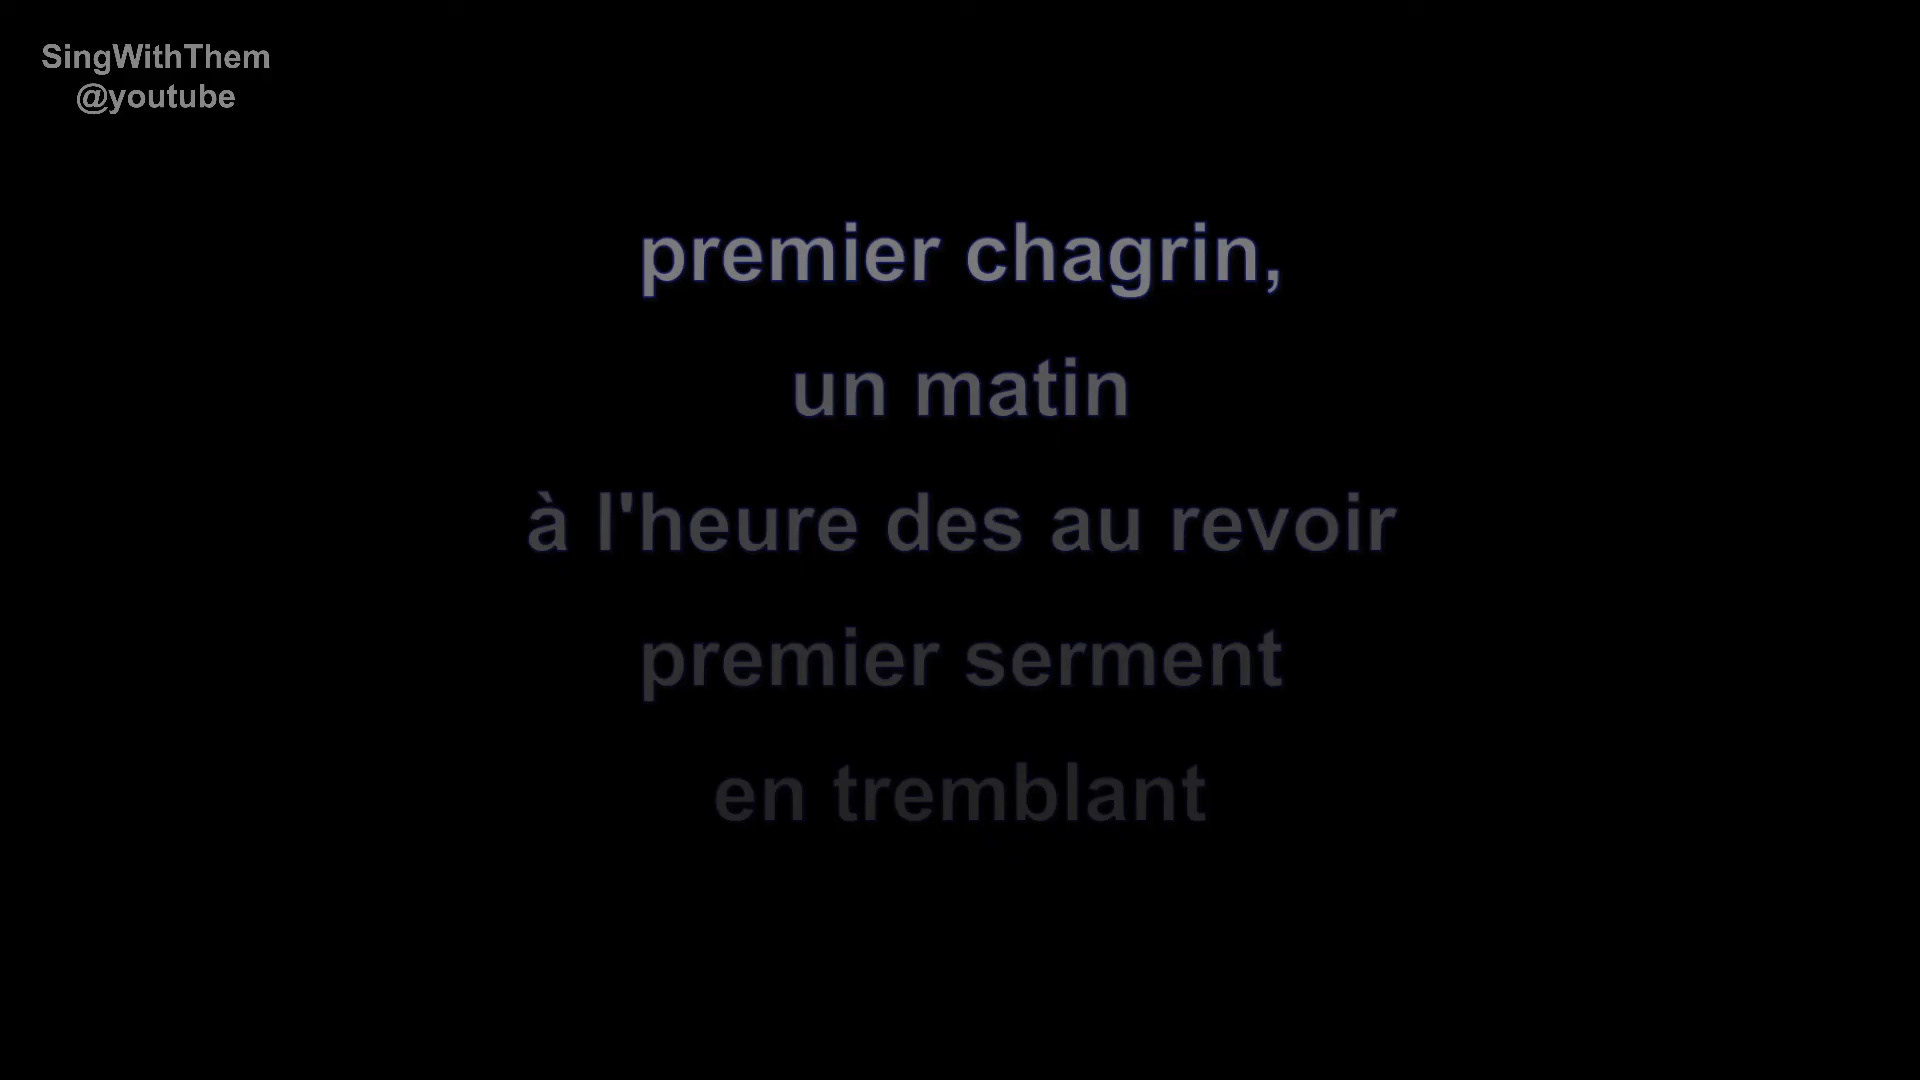 SingWithThem
@youtube
premier chagrin,
un matin
à l'heure des au revoir
premier serment
en tremblant